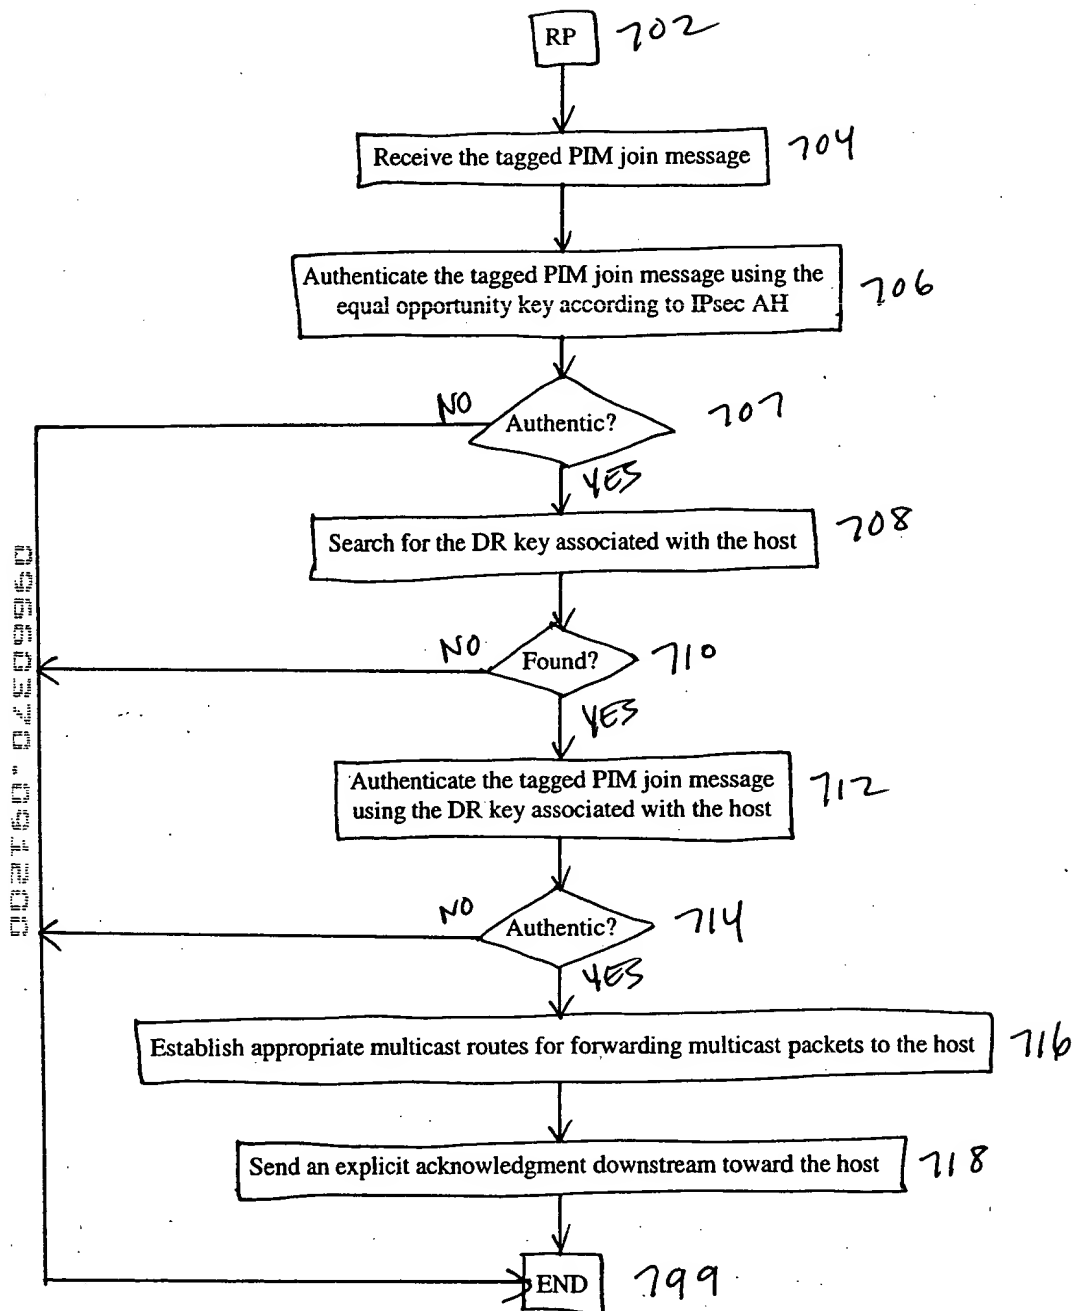 RP 702
Receive the tagged PIM join message 704
Authenticate the tagged PIM join message using the
equal opportunity key according to IPsec AH 706
NO Authentic? 707
YES
Search for the DR key associated with the host 708
NO Found? 710
YES
Authenticate the tagged PIM join message
using the DR key associated with the host 712
NO Authentic? 714
YES
Establish appropriate multicast routes for forwarding multicast packets to the host 716
Send an explicit acknowledgment downstream toward the host 718
END 799
09660370.091200